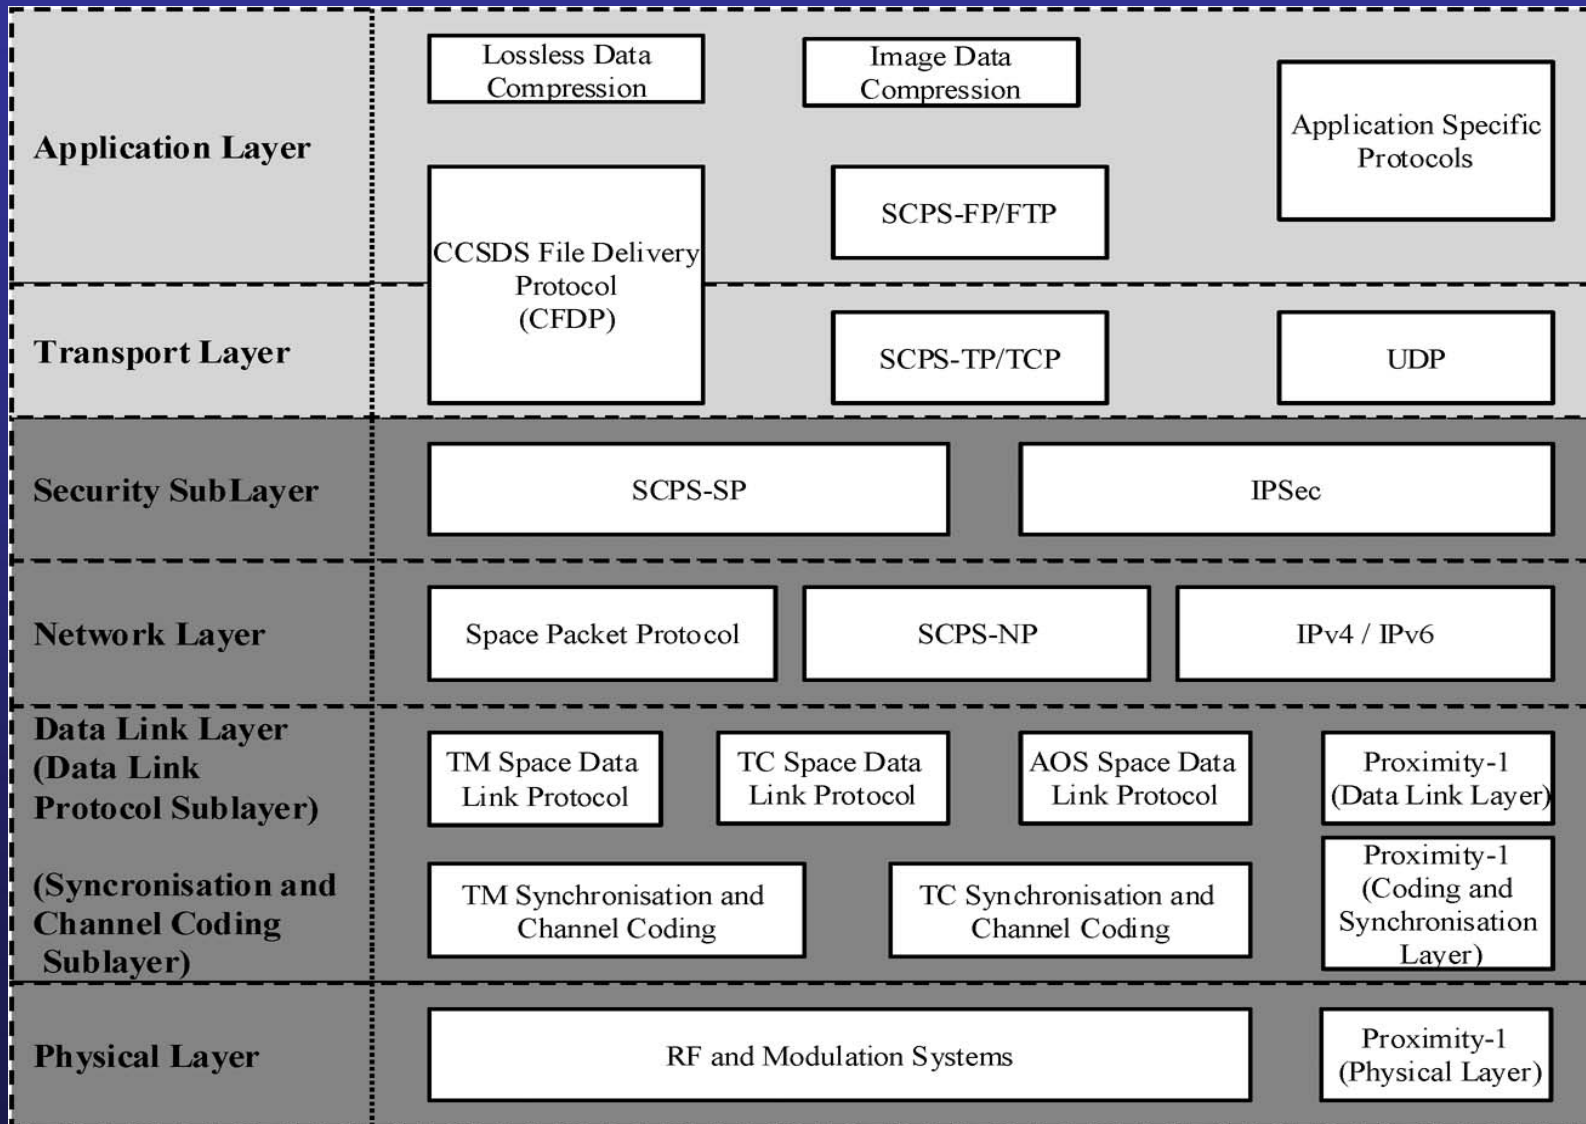 Application Layer
Lossless Data
Compression
Image Data
Compression
Application Specific
Protocols
CCSDS File Delivery
Protocol
(CFDP)
SCPS-FP/FTP
Transport Layer
SCPS-TP/TCP
UDP
Security SubLayer
SCPS-SP
IPSec
Network Layer
Space Packet Protocol
SCPS-NP
IPv4 / IPv6
Data Link Layer
(Data Link
Protocol Sublayer)
TM Space Data
Link Protocol
TC Space Data
Link Protocol
AOS Space Data
Link Protocol
Proximity-1
(Data Link Layer)
(Syncronisation and
Channel Coding
Sublayer)
TM Synchronisation and
Channel Coding
TC Synchronisation and
Channel Coding
Proximity-1
(Coding and
Synchronisation
Layer)
Physical Layer
RF and Modulation Systems
Proximity-1
(Physical Layer)